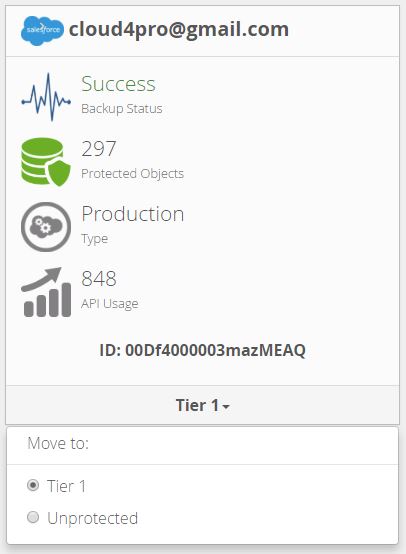 salesforce
cloud4pro@gmail.com
Success
Backup Status
297
Protected Objects
Production
Type
848
API Usage
ID: 00Df4000003mazMEAQ
Tier 1
Move to:
Tier 1
Unprotected